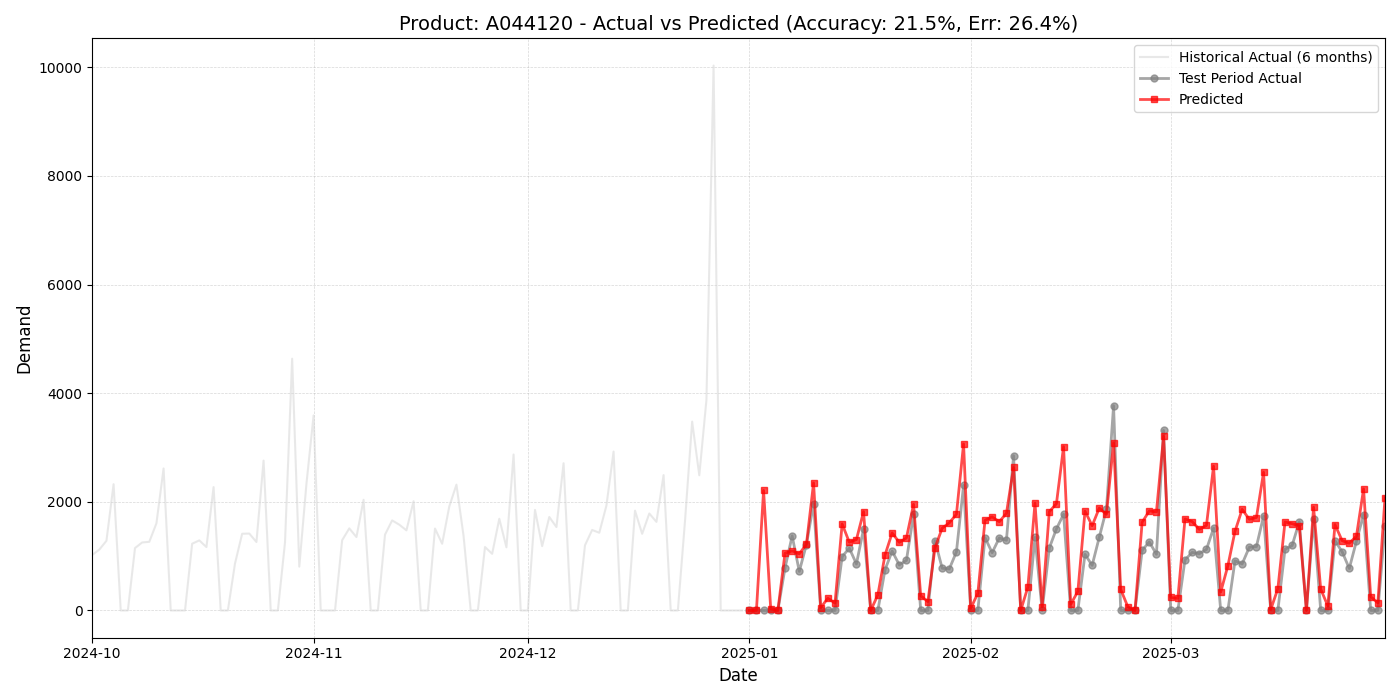 Product: A044120 - Actual vs Predicted (Accuracy: 21.5%, Err: 26.4%)
Historical Actual (6 months)
Test Period Actual
Predicted
Demand
10000
8000
6000
4000
2000
0
2024-10
2024-11
2024-12
2025-01
2025-02
2025-03
Date